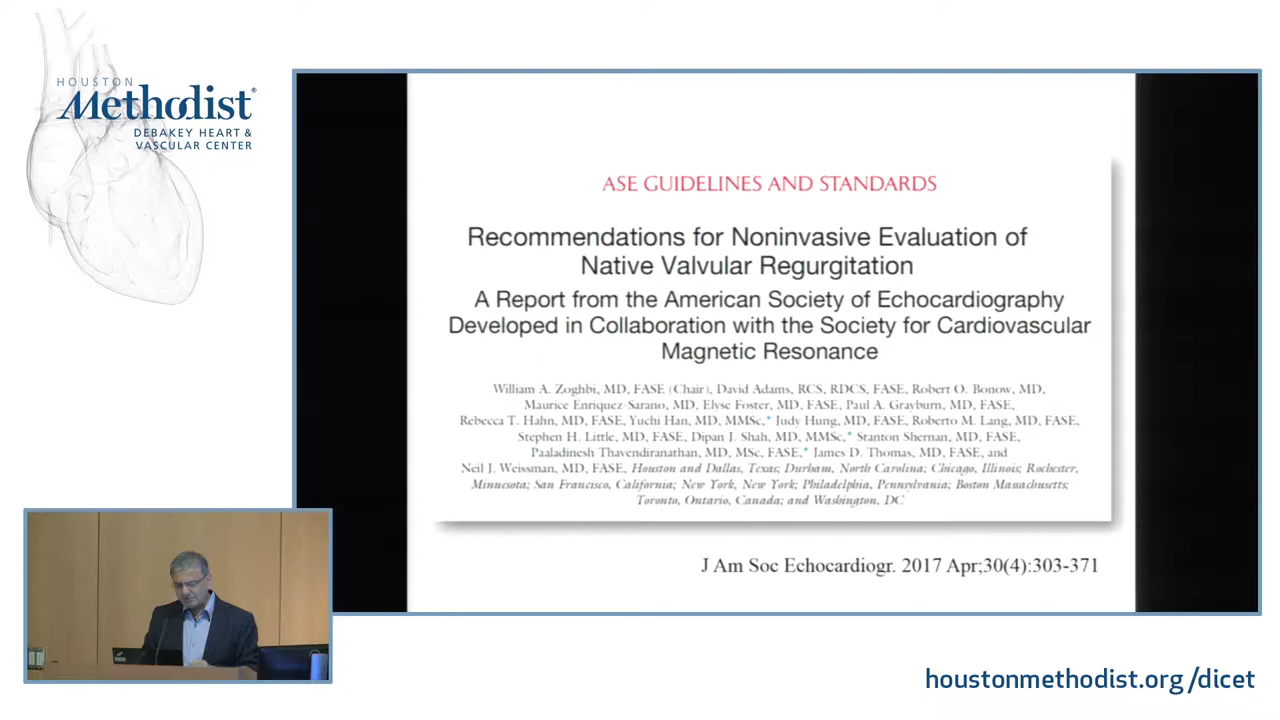 HOUSTON
Methodist®
DEBAKEY HEART &
VASCULAR CENTER
ASE GUIDELINES AND STANDARDS
Recommendations for Noninvasive Evaluation of
Native Valvular Regurgitation
A Report from the American Society of Echocardiography
Developed in Collaboration with the Society for Cardiovascular
Magnetic Resonance
William A. Zoghbi, MD, FASE (Chair), David Adams, RCS, RDCS, FASE, Robert O. Bonow, MD,
Maurice Enriquez-Sarano, MD, Elyse Foster, MD, FASE, Paul A. Grayburn, MD, FASE,
Rebecca T. Hahn, MD, FASE, Yuchi Han, MD, MMSc,* Judy Hung, MD, FASE, Roberto M. Lang, MD, FASE,
Stephen H. Little, MD, FASE, Dipan J. Shah, MD, MMSc,* Stanton Shernan, MD, FASE,
Paaladinesh Thavendiranathan, MD, MSc, FASE,* James D. Thomas, MD, FASE, and
Neil J. Weissman, MD, FASE, Houston and Dallas, Texas; Durham, North Carolina; Chicago, Illinois; Rochester,
Minnesota; San Francisco, California; New York, New York; Philadelphia, Pennsylvania; Boston Massachusetts;
Toronto, Ontario, Canada; and Washington, DC
J Am Soc Echocardiogr. 2017 Apr;30(4):303-371
houstonmethodist.org/dicet